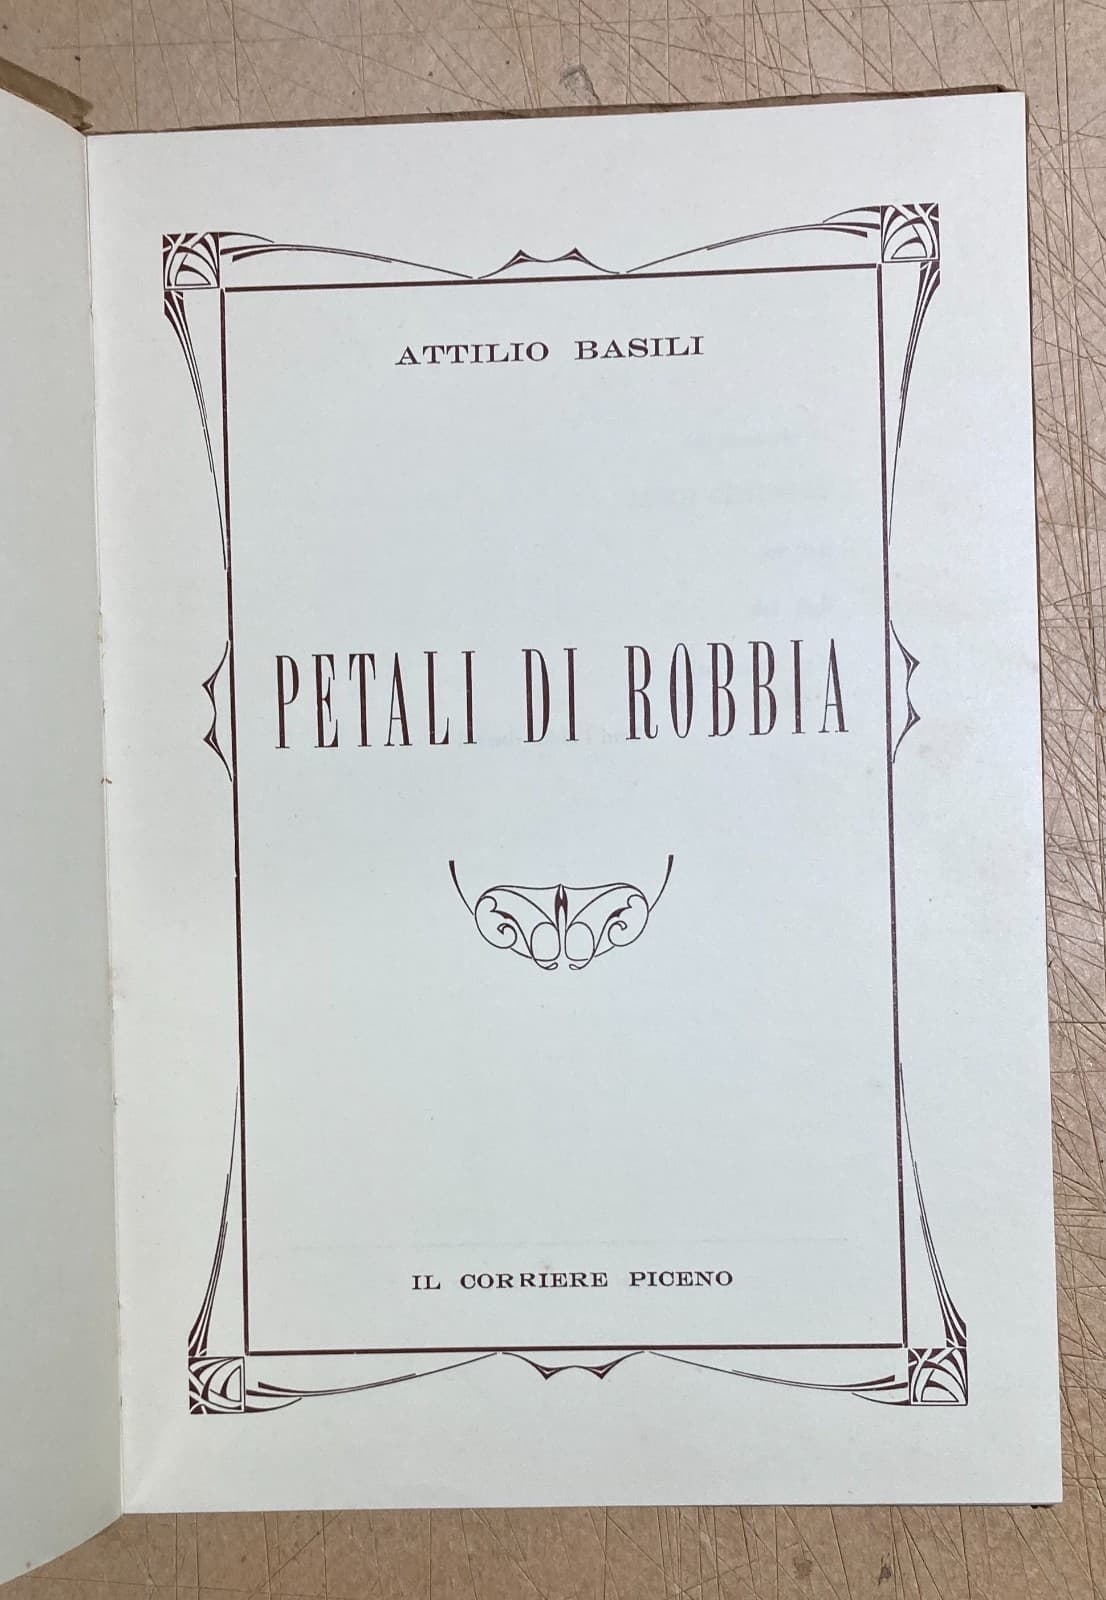 ATTILIO BASILI
PETALI DI ROBBIA
IL CORRIERE PICENO